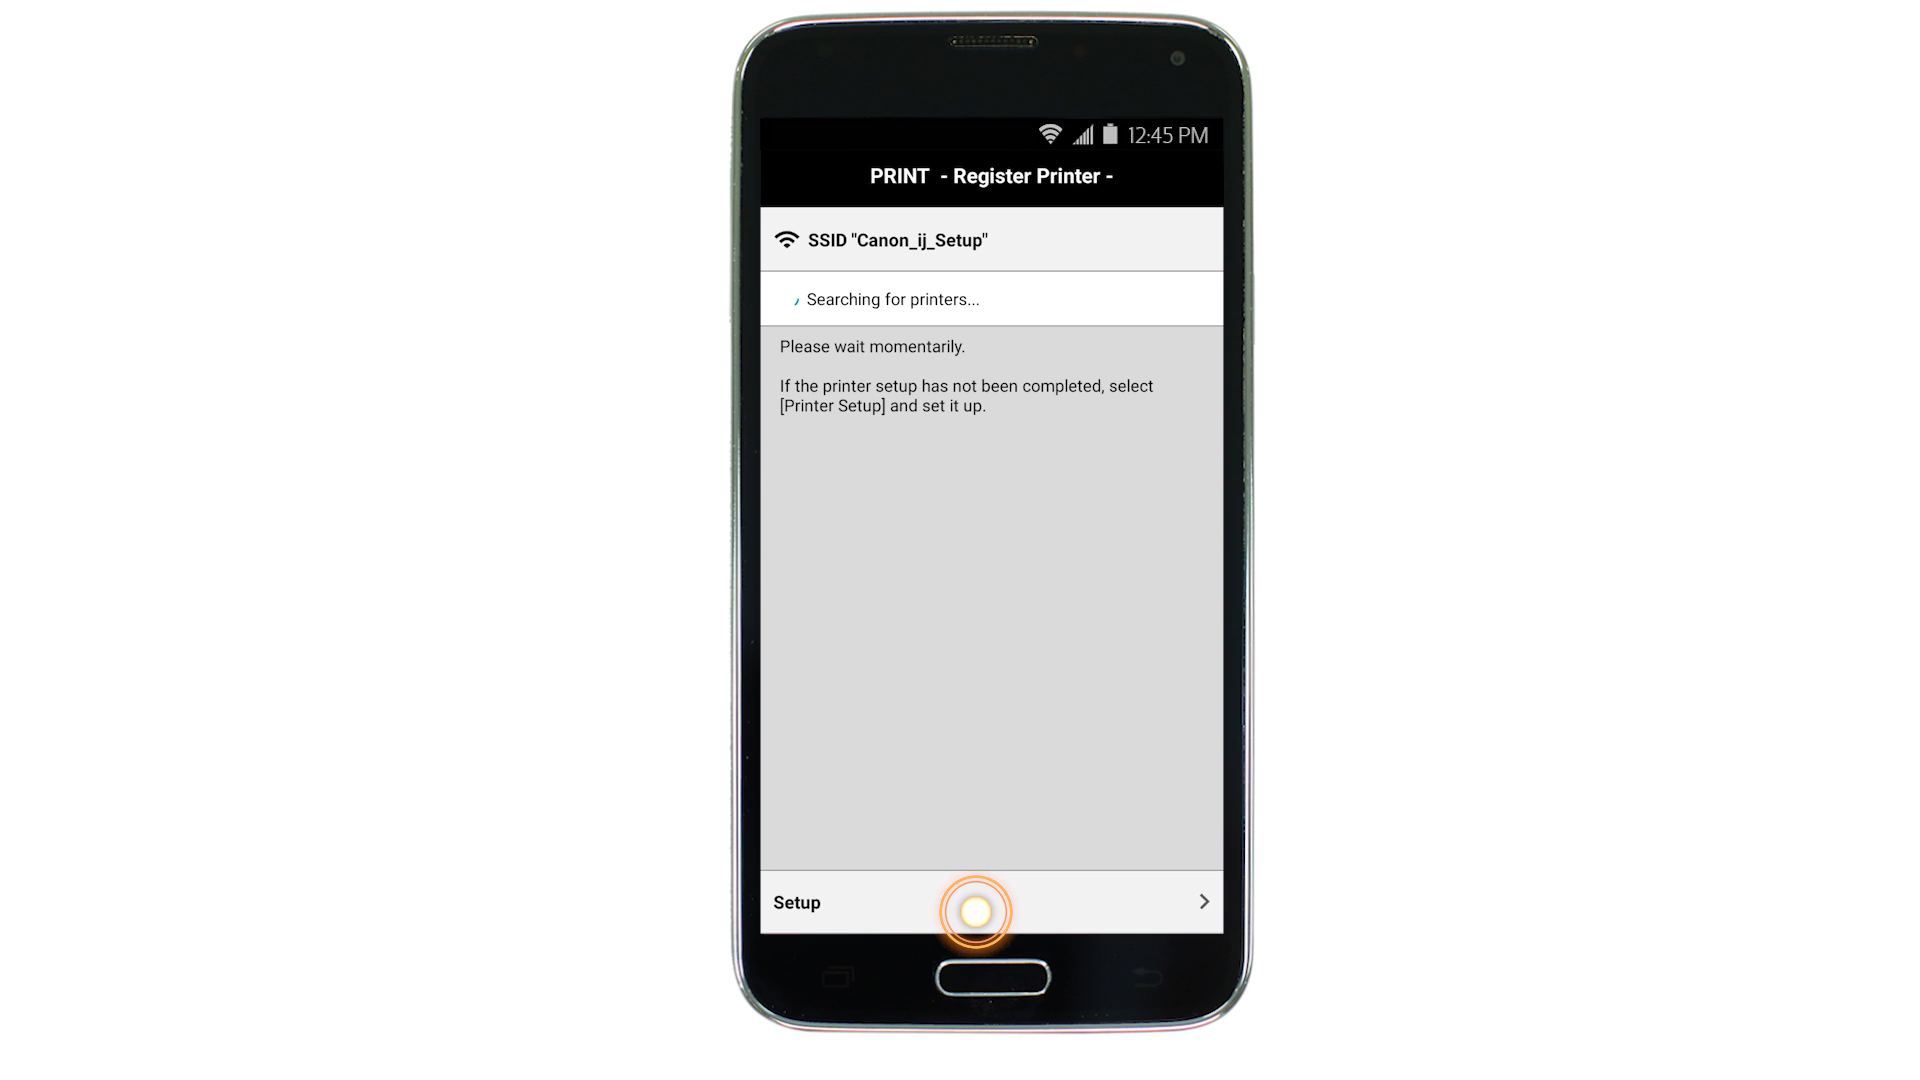 12:45 PM
PRINT  - Register Printer -
SSID "Canon_ij_Setup"
Searching for printers...
Please wait momentarily.
If the printer setup has not been completed, select
[Printer Setup] and set it up.
Setup